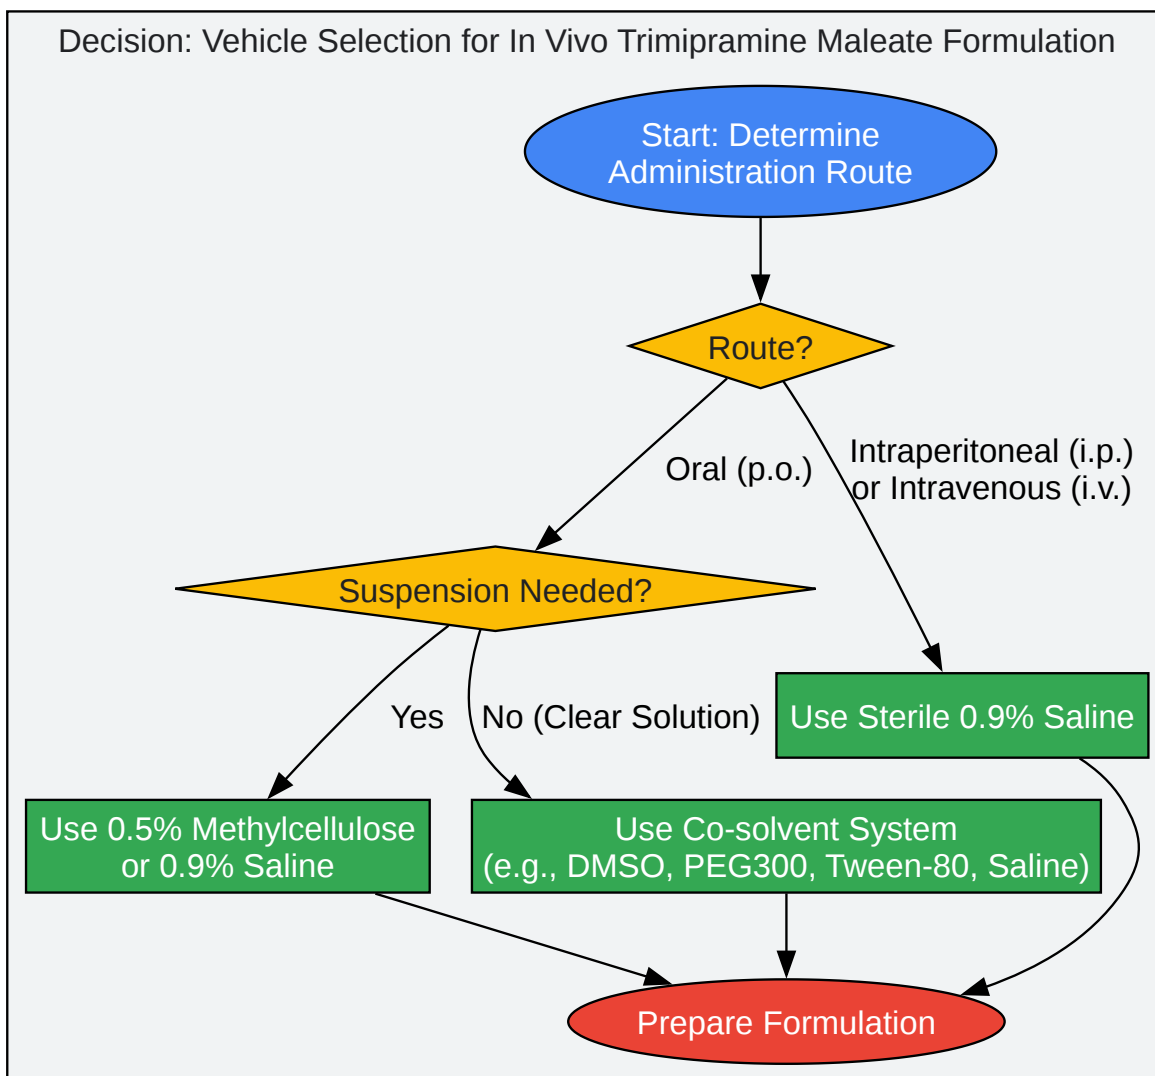 Decision: Vehicle Selection for In Vivo Trimipramine Maleate Formulation
Start: Determine
Administration Route
Route?
Oral (p.o.)
Intraperitoneal (i.p.)
or Intravenous (i.v.)
Suspension Needed?
Yes
No (Clear Solution)
Use Sterile 0.9% Saline
Use 0.5% Methylcellulose
or 0.9% Saline
Use Co-solvent System
(e.g., DMSO, PEG300, Tween-80, Saline)
Prepare Formulation